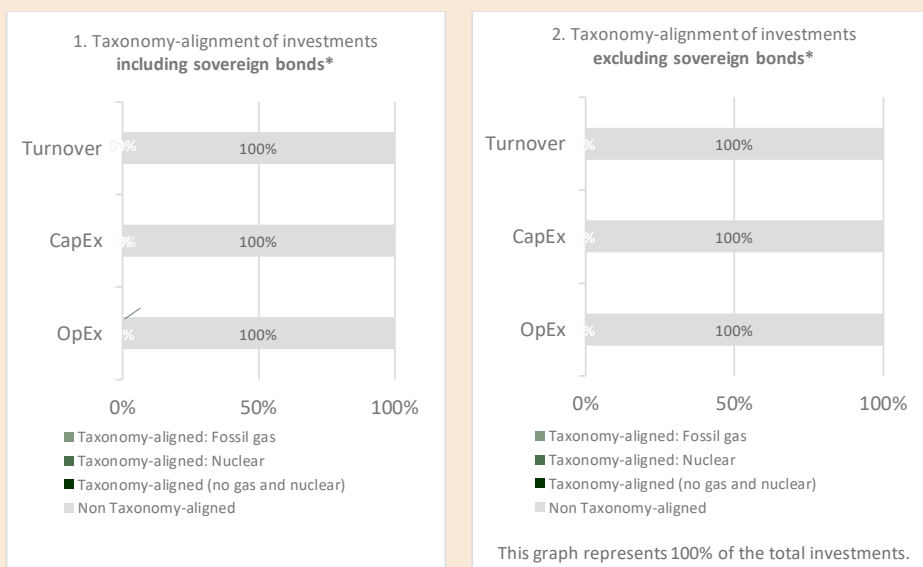 1. Taxonomy-alignment of investments
including sovereign bonds*
Turnover 100%
CapEx 100%
OpEx % 100%
0% 50% 100%
Taxonomy-aligned: Fossil gas
Taxonomy-aligned: Nuclear
Taxonomy-aligned (no gas and nuclear)
Non Taxonomy-aligned
2. Taxonomy-alignment of investments
excluding sovereign bonds*
Turnover % 100%
CapEx % 100%
OpEx % 100%
0% 50% 100%
Taxonomy-aligned: Fossil gas
Taxonomy-aligned: Nuclear
Taxonomy-aligned (no gas and nuclear)
Non Taxonomy-aligned
This graph represents 100% of the total investments.